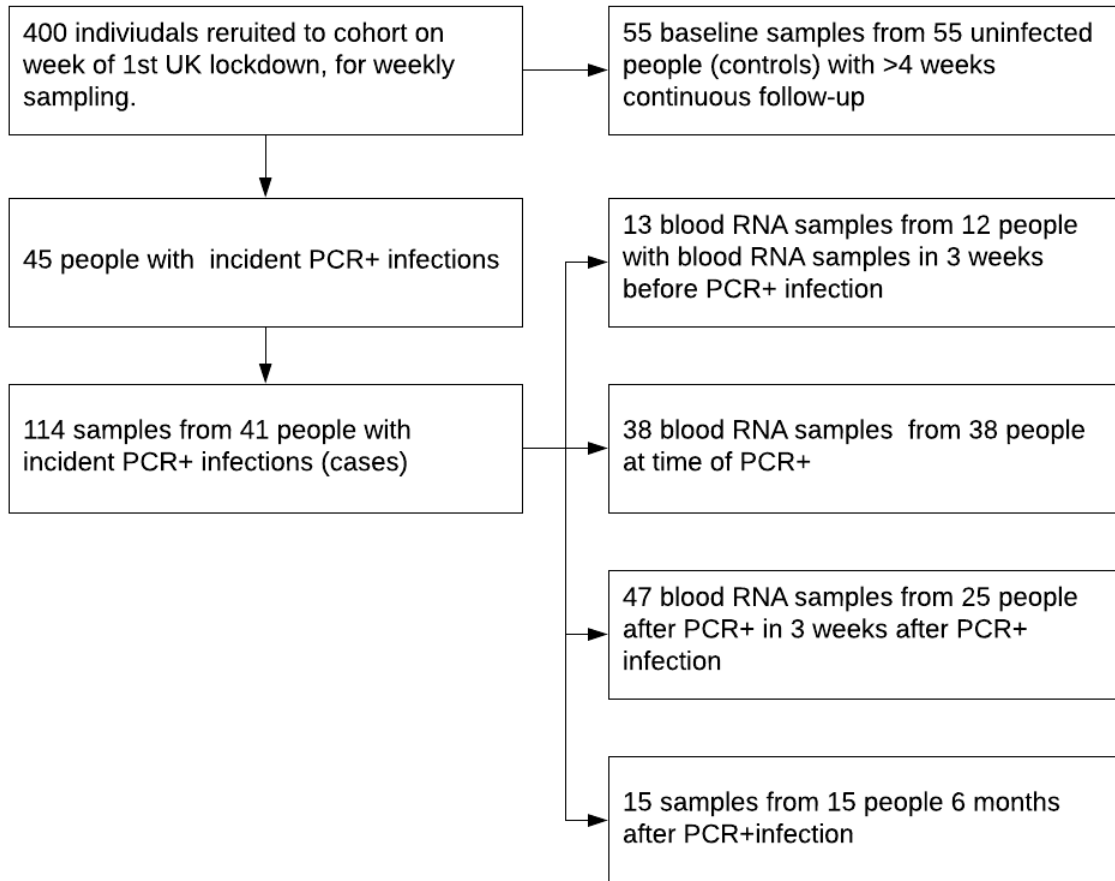 400 indiviudals reruited to cohort on
week of 1st UK lockdown, for weekly
sampling.
55 baseline samples from 55 uninfected
people (controls) with >4 weeks
continuous follow-up
45 people with  incident PCR+ infections
13 blood RNA samples from 12 people
with blood RNA samples in 3 weeks
before PCR+ infection
114 samples from 41 people with
incident PCR+ infections (cases)
38 blood RNA samples  from 38 people
at time of PCR+
47 blood RNA samples from 25 people
after PCR+ in 3 weeks after PCR+
infection
15 samples from 15 people 6 months
after PCR+infection